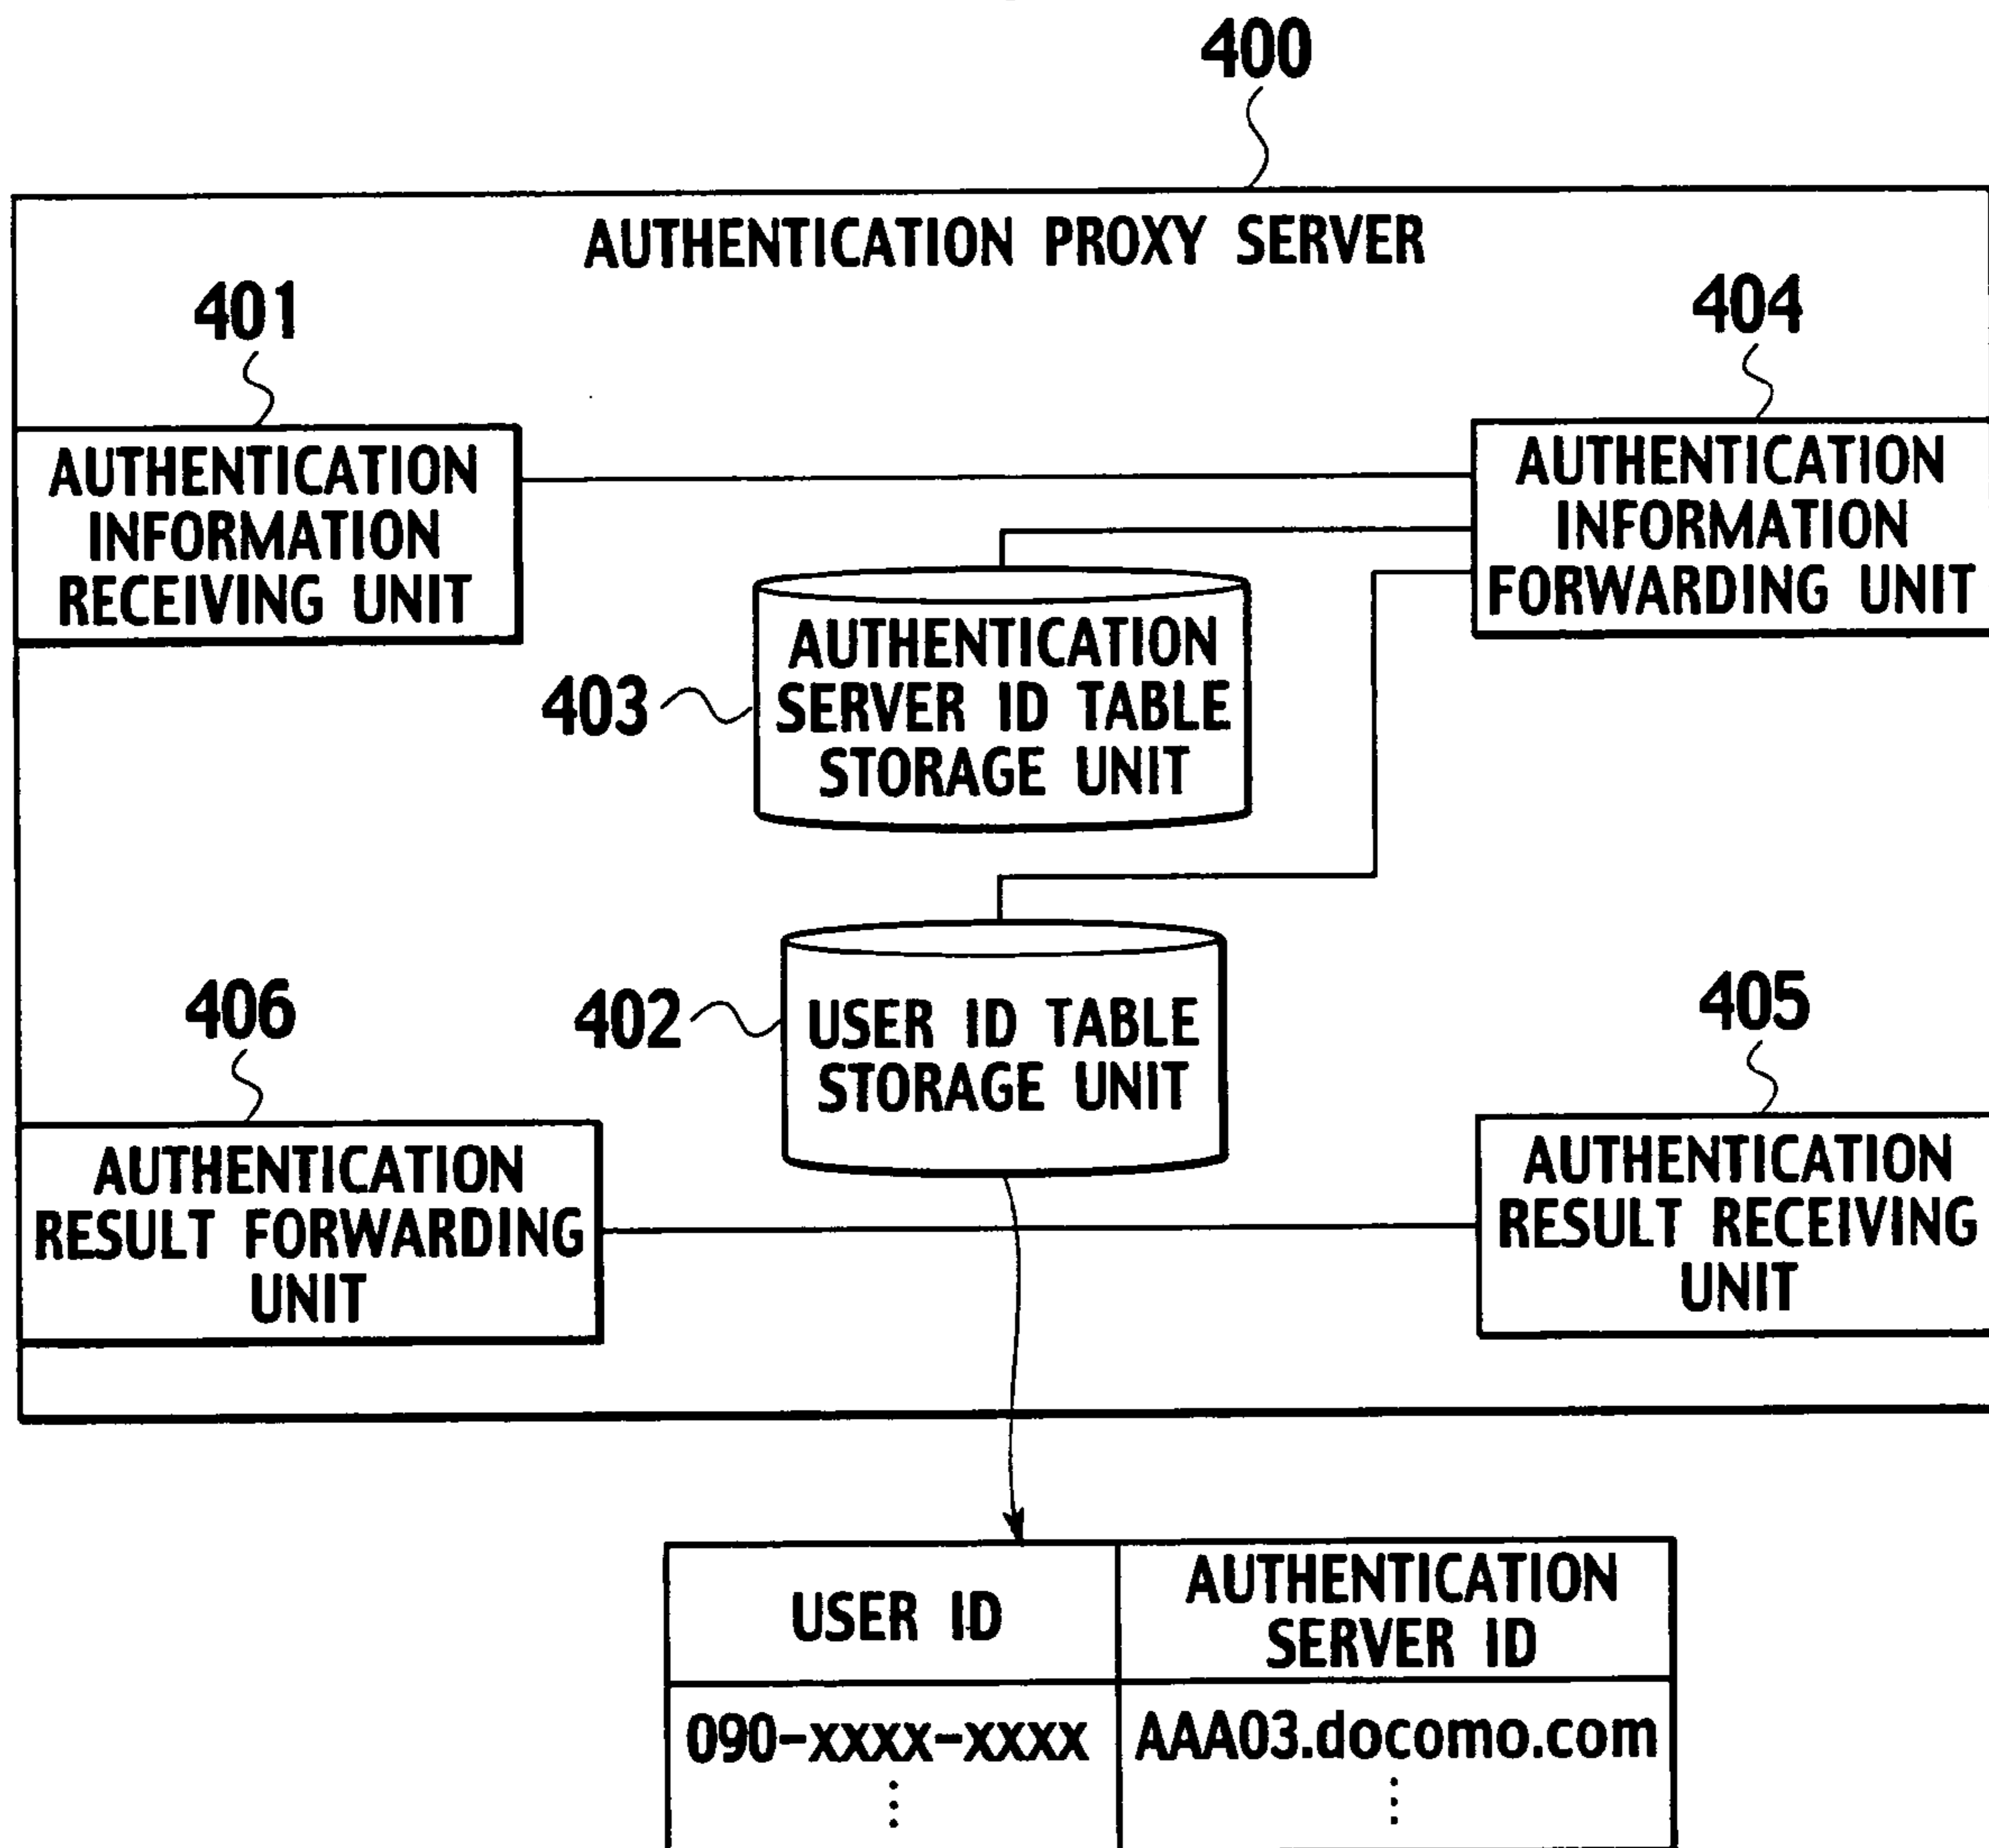 400
AUTHENTICATION PROXY SERVER
401
404
AUTHENTICATION
INFORMATION
RECEIVING UNIT
AUTHENTICATION
INFORMATION
FORWARDING UNIT
403
AUTHENTICATION
SERVER ID TABLE
STORAGE UNIT
406
402
405
USER ID TABLE
STORAGE UNIT
AUTHENTICATION
RESULT FORWARDING
UNIT
AUTHENTICATION
RESULT RECEIVING
UNIT
USER ID
AUTHENTICATION
SERVER ID
090-xxxx-xxxx
AAA03.docomo.com
⋮
⋮